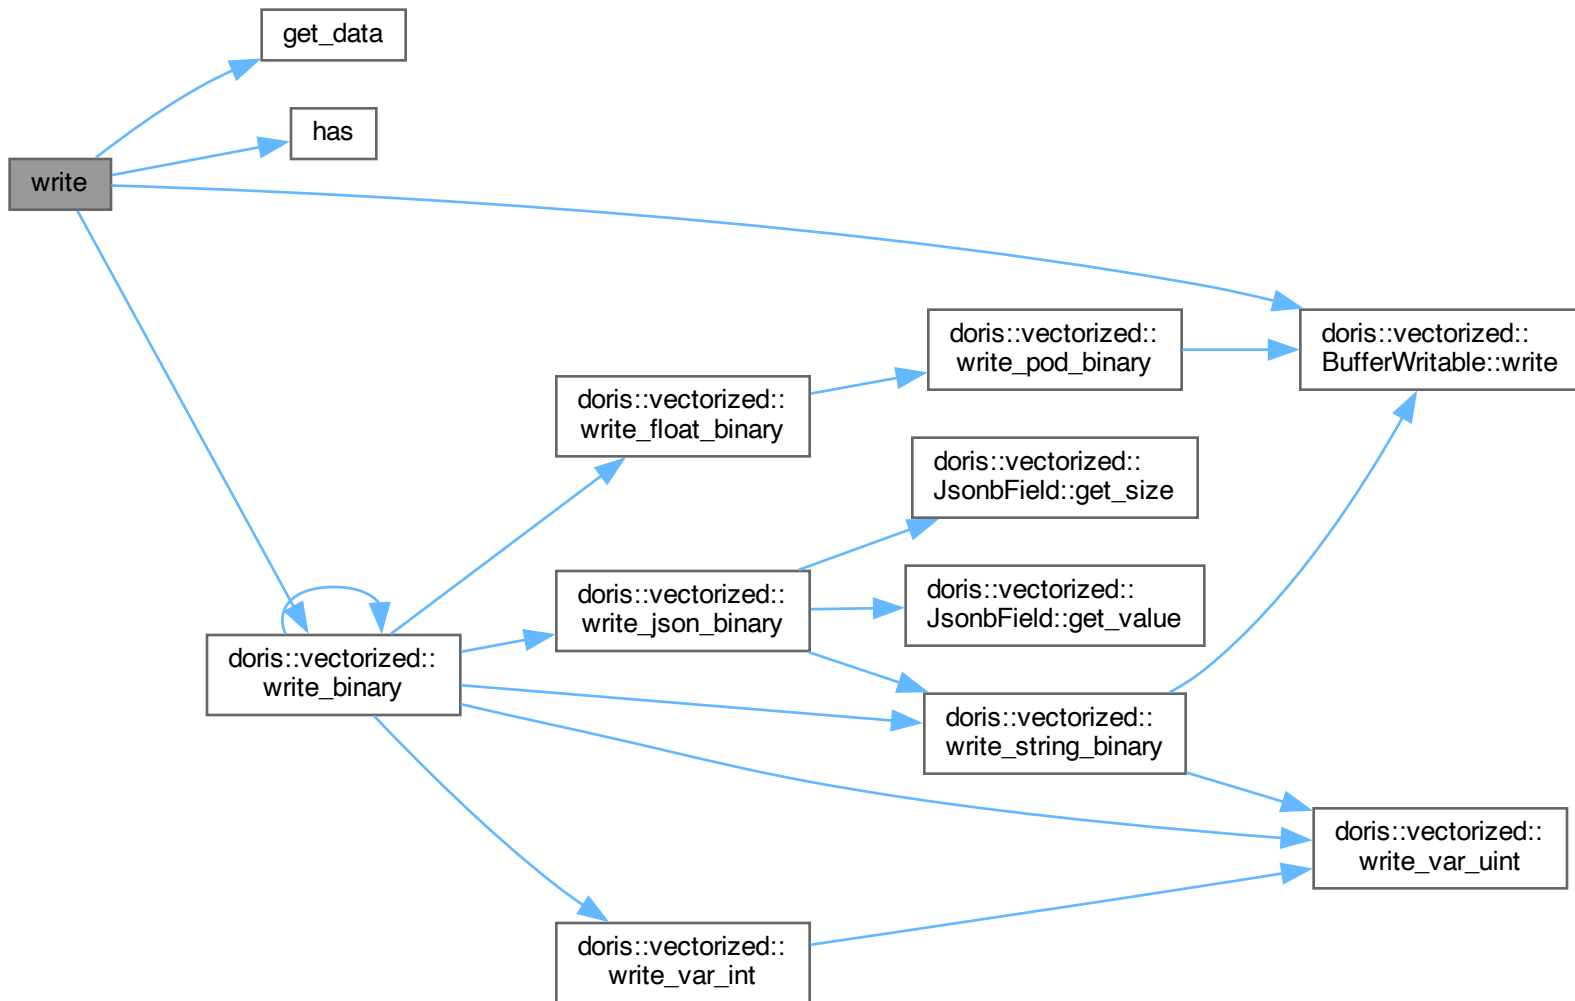 get_data
has
write
doris::vectorized::
BufferWritable::write
doris::vectorized::
write_pod_binary
doris::vectorized::
write_float_binary
doris::vectorized::
JsonbField::get_size
doris::vectorized::
JsonbField::get_value
doris::vectorized::
write_json_binary
doris::vectorized::
write_binary
doris::vectorized::
write_string_binary
doris::vectorized::
write_var_uint
doris::vectorized::
write_var_int